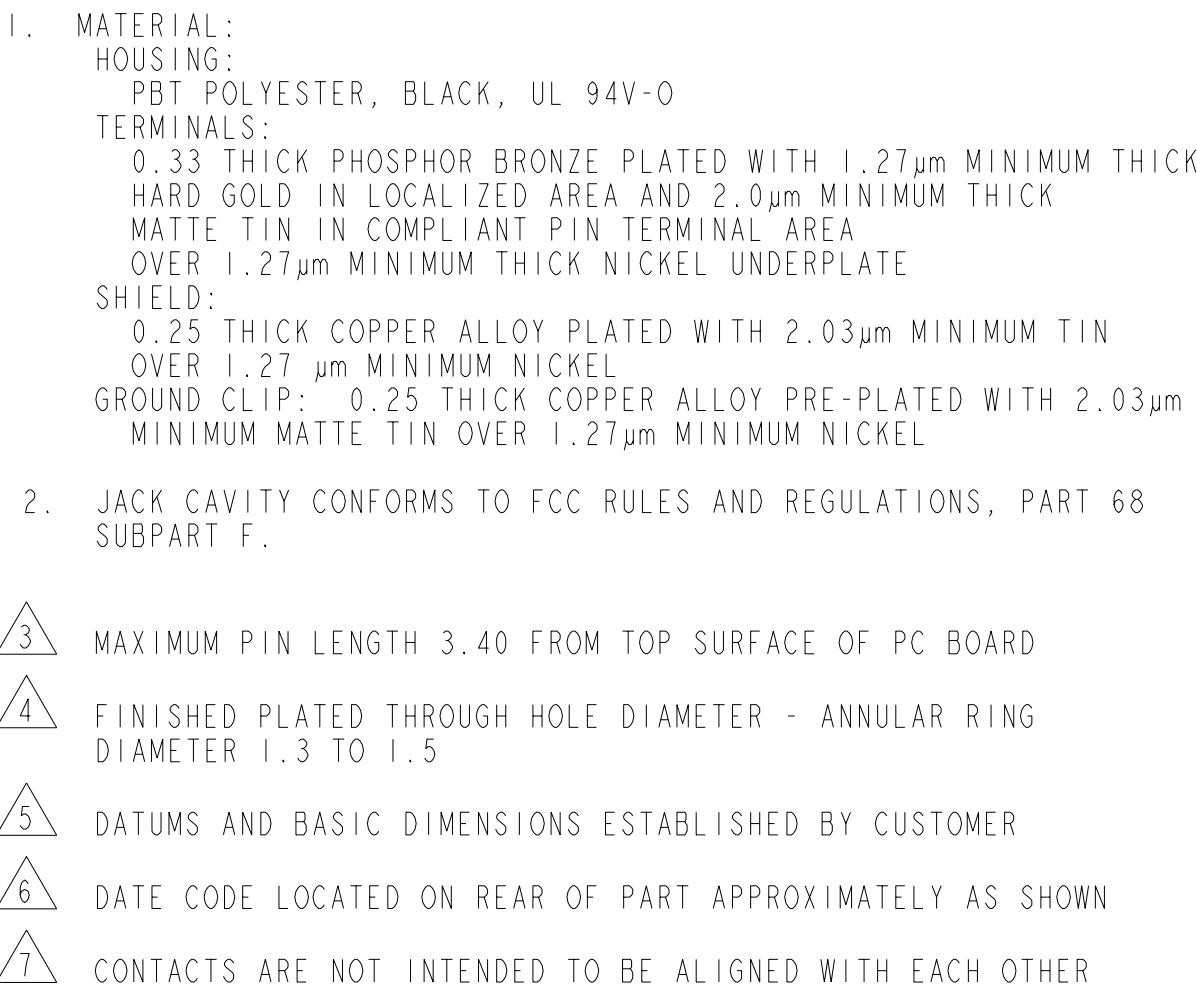 1. MATERIAL:
HOUSING:
PBT POLYESTER, BLACK, UL 94V-0
TERMINALS:
0.33 THICK PHOSPHOR BRONZE PLATED WITH 1.27µm MINIMUM THICK
HARD GOLD IN LOCALIZED AREA AND 2.0µm MINIMUM THICK
MATTE TIN IN COMPLIANT PIN TERMINAL AREA
OVER 1.27µm MINIMUM THICK NICKEL UNDERPLATE
SHIELD:
0.25 THICK COPPER ALLOY PLATED WITH 2.03µm MINIMUM TIN
OVER 1.27 µm MINIMUM NICKEL
GROUND CLIP: 0.25 THICK COPPER ALLOY PRE-PLATED WITH 2.03µm
MINIMUM MATTE TIN OVER 1.27µm MINIMUM NICKEL
2. JACK CAVITY CONFORMS TO FCC RULES AND REGULATIONS, PART 68
SUBPART F.
3 MAXIMUM PIN LENGTH 3.40 FROM TOP SURFACE OF PC BOARD
4 FINISHED PLATED THROUGH HOLE DIAMETER - ANNULAR RING
DIAMETER 1.3 TO 1.5
5 DATUMS AND BASIC DIMENSIONS ESTABLISHED BY CUSTOMER
6 DATE CODE LOCATED ON REAR OF PART APPROXIMATELY AS SHOWN
7 CONTACTS ARE NOT INTENDED TO BE ALIGNED WITH EACH OTHER